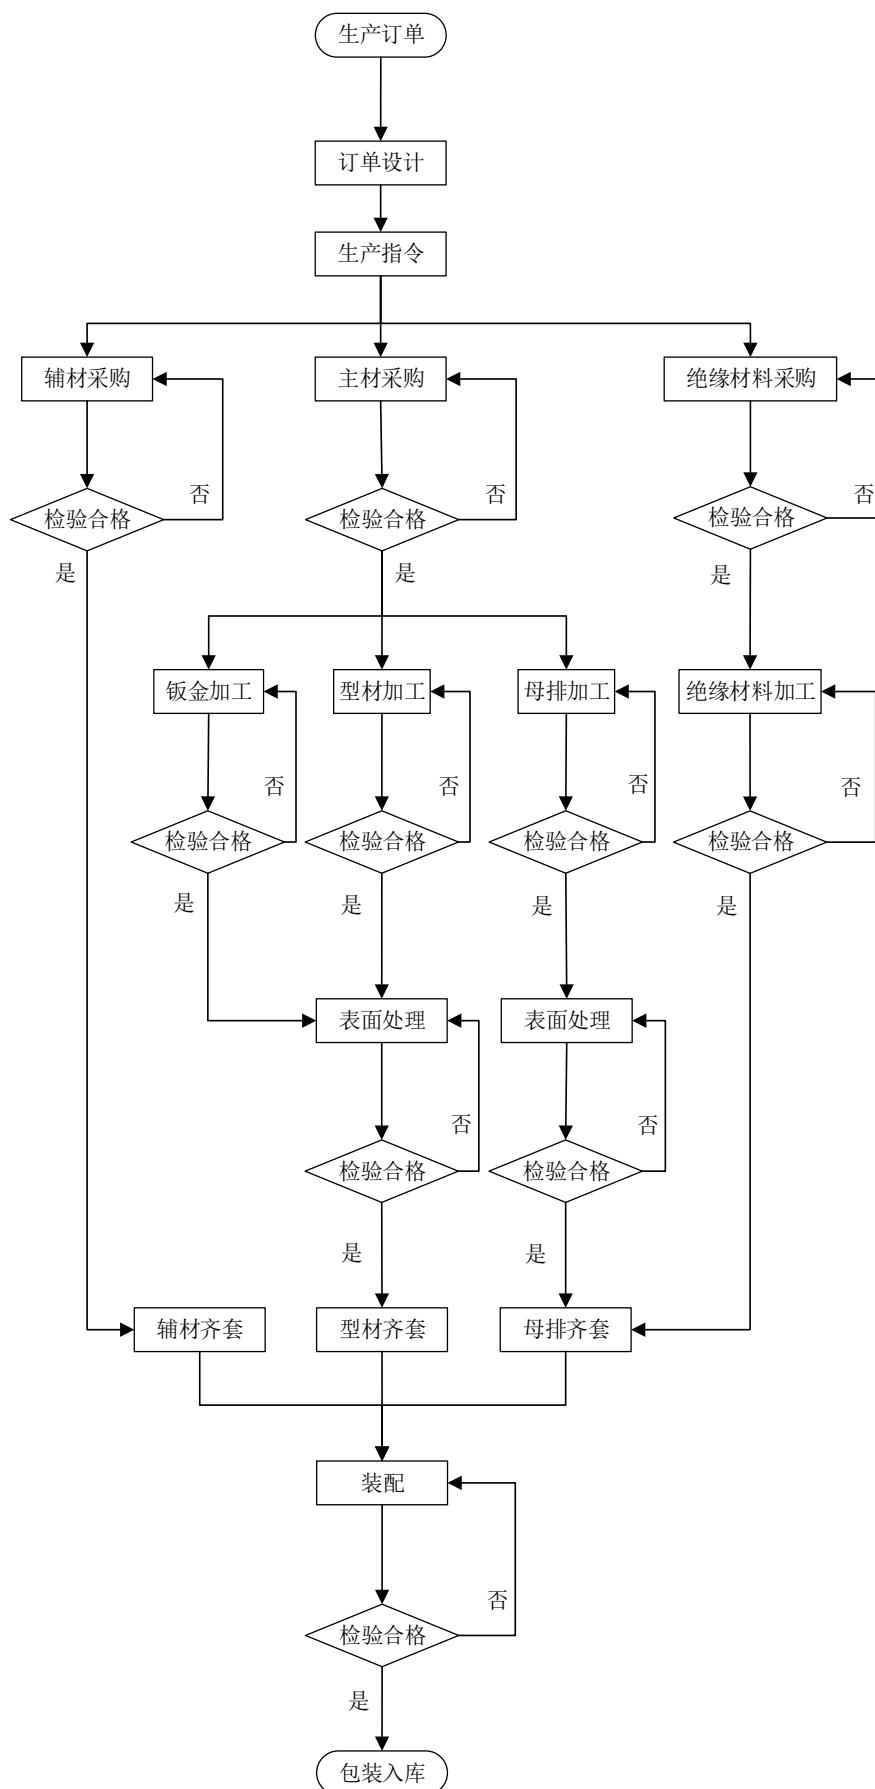 生产订单
订单设计
生产指令
辅材采购
主材采购
绝缘材料采购
否
否
否
检验合格
检验合格
检验合格
是
是
是
钣金加工
型材加工
母排加工
绝缘材料加工
否
否
否
否
检验合格
检验合格
检验合格
检验合格
是
是
是
是
表面处理
表面处理
否
否
检验合格
检验合格
是
是
辅材齐套
型材齐套
母排齐套
装配
否
检验合格
是
包装入库